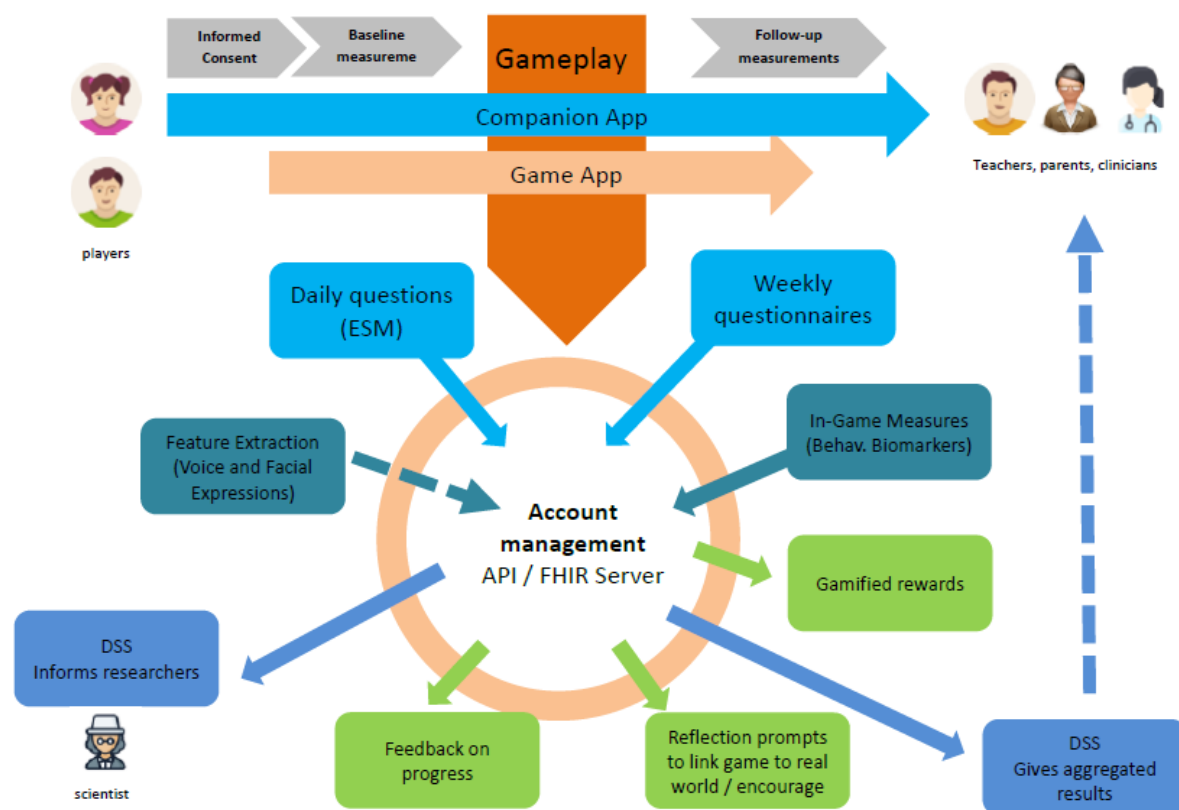 Informed
Consent
Baseline
measureme
Gameplay
Follow-up
measurements
Companion App
Game App
players
Teachers, parents, clinicians
Daily questions
(ESM)
Weekly
questionnaires
Feature Extraction
(Voice and Facial
Expressions)
In-Game Measures
(Behav. Biomarkers)
Account
management
API / FHIR Server
Gamified rewards
DSS
Informs researchers
scientist
Feedback on
progress
Reflection prompts
to link game to real
world / encourage
DSS
Gives aggregated
results